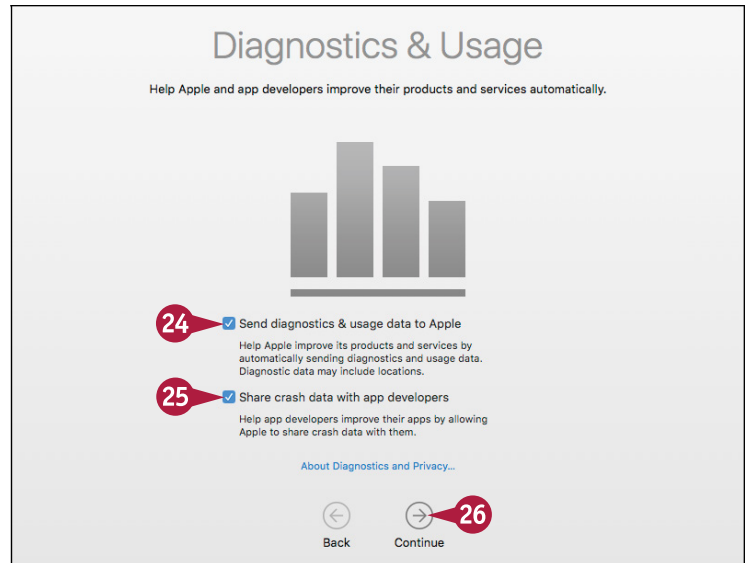 Diagnostics & Usage
Help Apple and app developers improve their products and services automatically.
24 Send diagnostics & usage data to Apple
Help Apple improve its products and services by
automatically sending diagnostics and usage data.
Diagnostic data may include locations.
25 Share crash data with app developers
Help app developers improve their apps by allowing
Apple to share crash data with them.
About Diagnostics and Privacy...
26
Back Continue